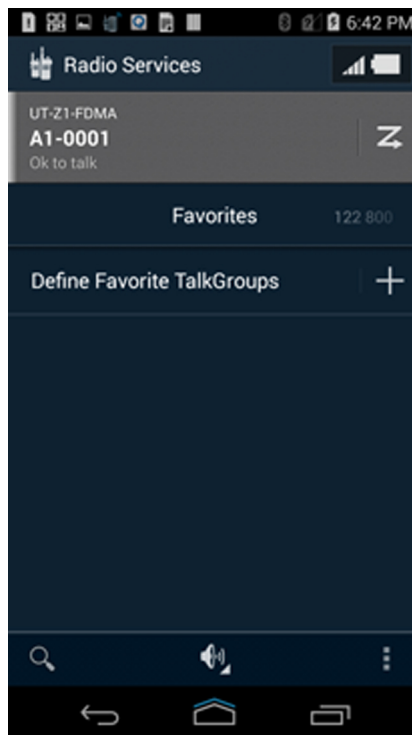 6:42 PM
Radio Services
UT-Z1-FDMA
A1-0001
Ok to talk
Favorites 122 800
Define Favorite TalkGroups